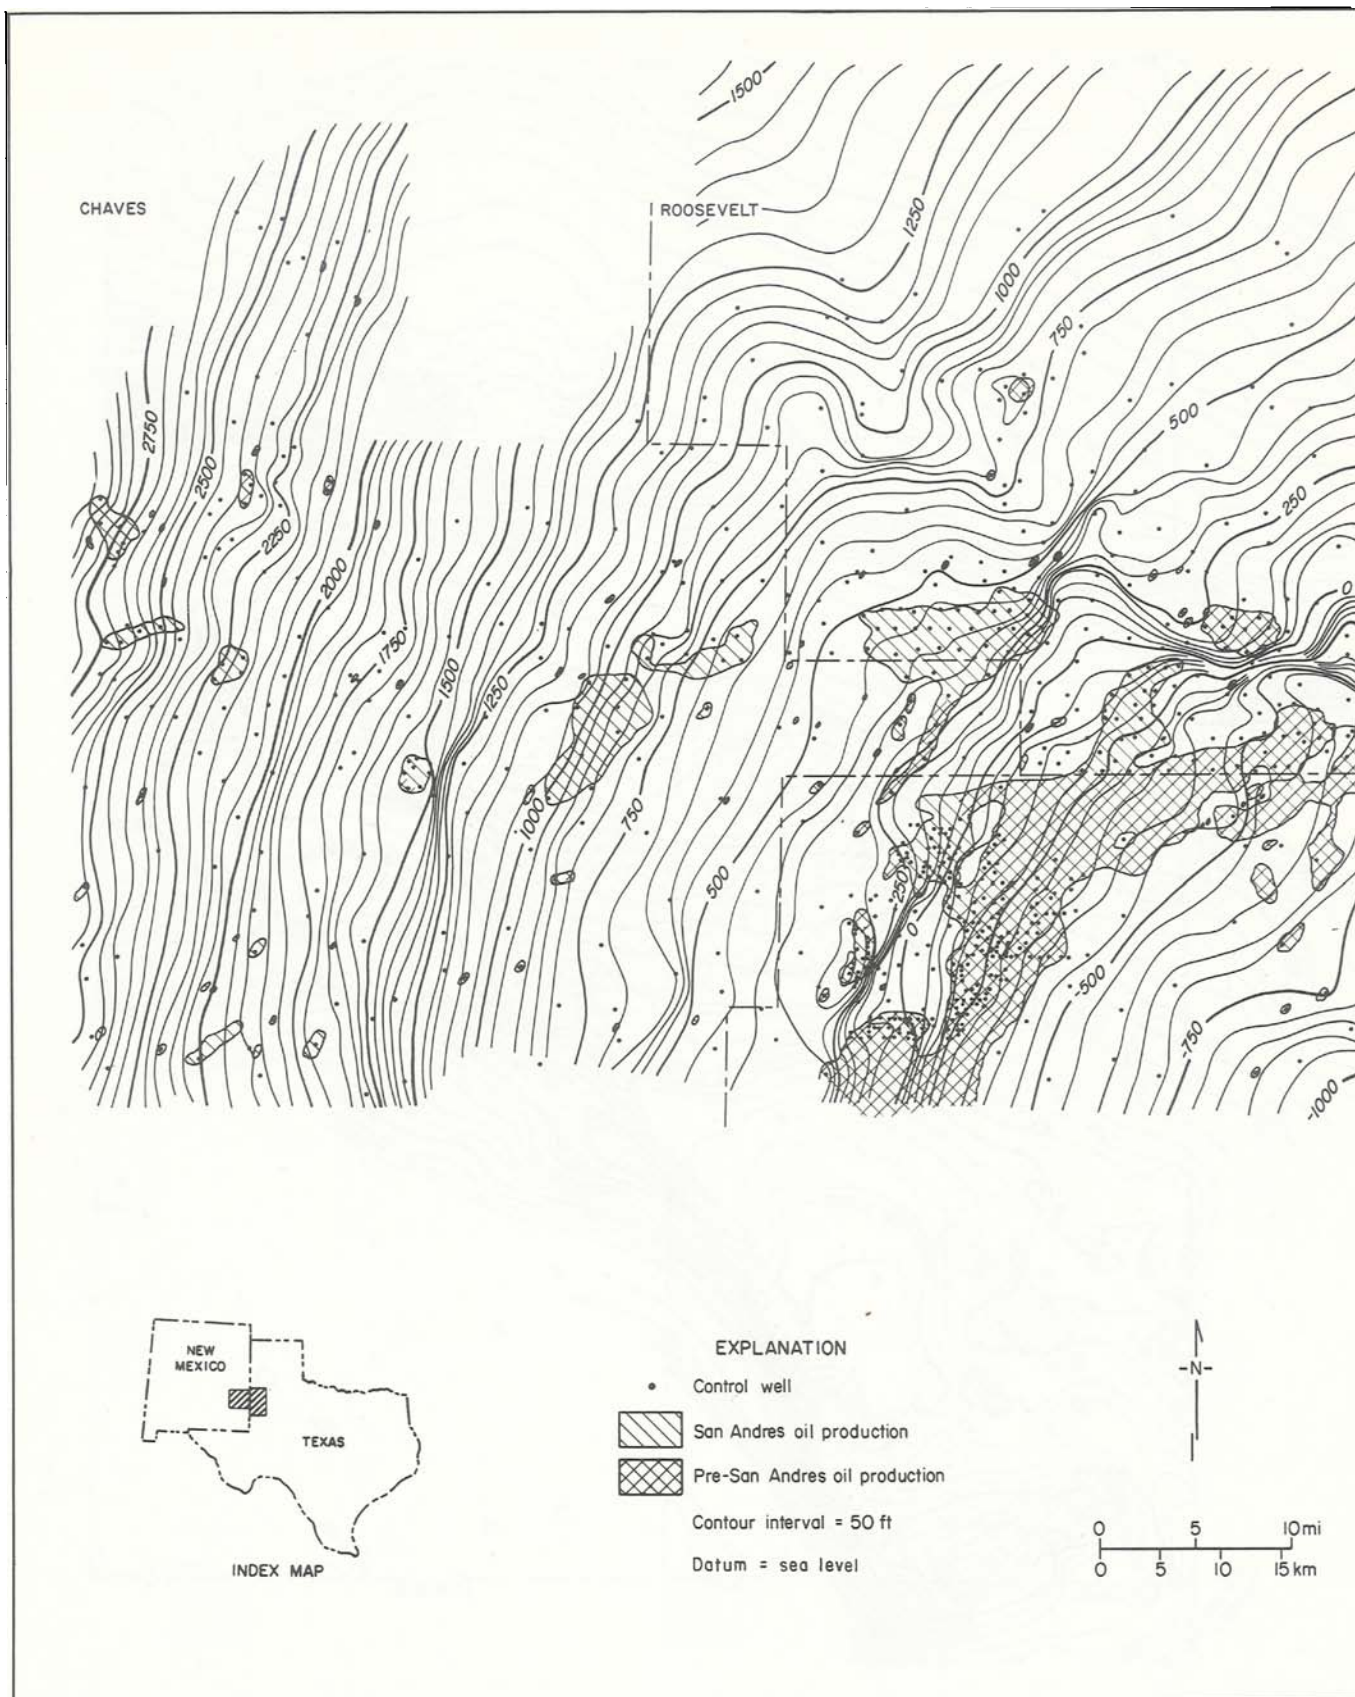 1500
CHAVES
ROOSEVELT
1250
1000
750
2750
500
2500
250
2250
2000
0
1750
1500
1250
1000
750
500
250
0
-500
-750
-1000
EXPLANATION
Control well
San Andres oil production
Pre-San Andres oil production
Contour interval = 50 ft
Datum = sea level
NEW
MEXICO
TEXAS
INDEX MAP
-N-
0 5 10 mi
0 5 10 15 km